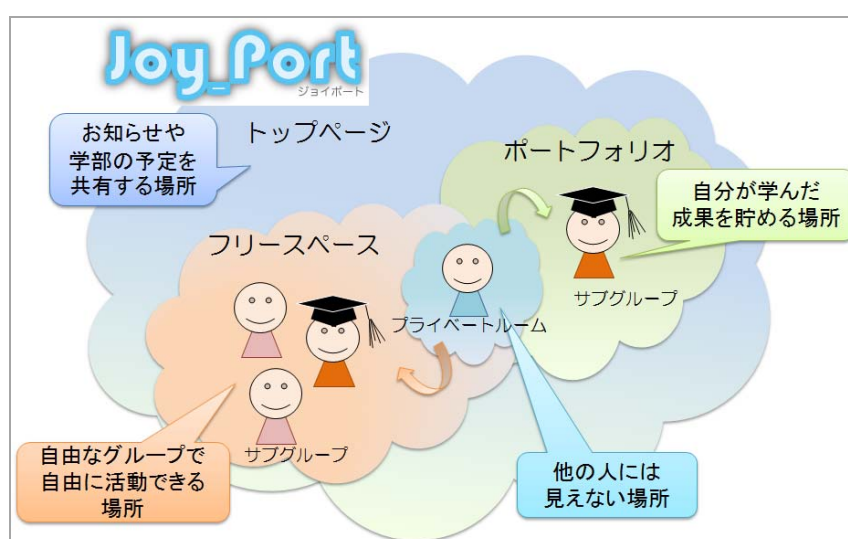 Joy_Port
ジョイポート
お知らせや
学部の予定を
共有する場所
トップページ
ポートフォリオ
自分が学んだ
成果を貯める場所
フリースペース
サブグループ
プライベートルーム
サブグループ
自由なグループで
自由に活動できる
場所
他の人には
見えない場所